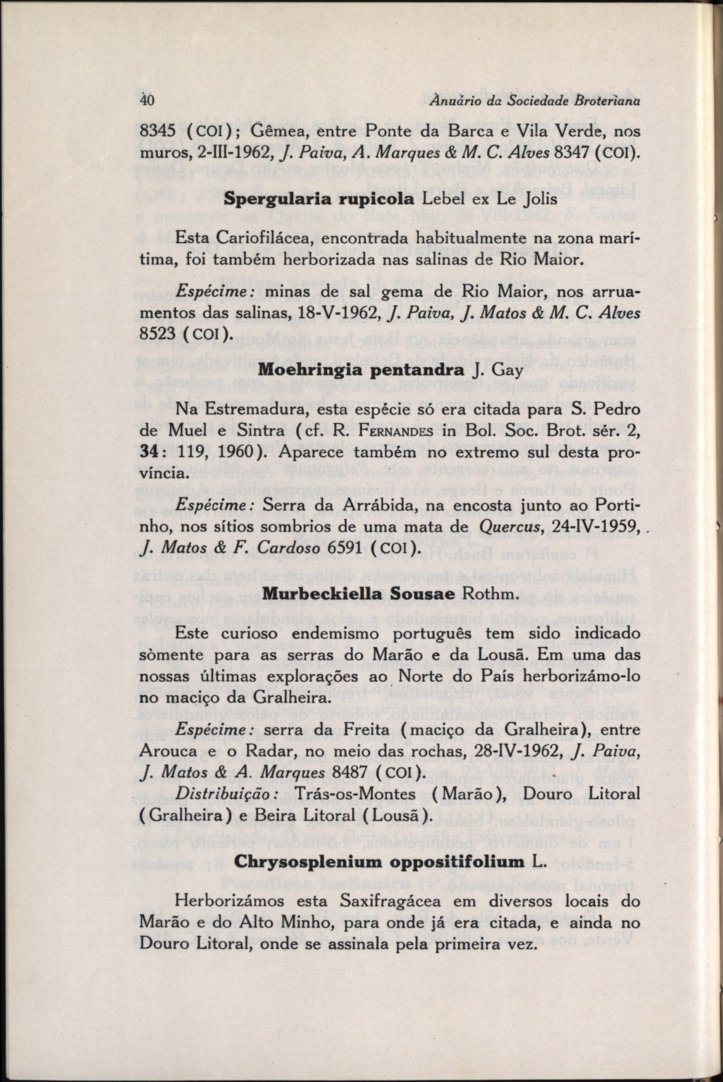 40 Anuário da Sociedade Broteriana
8345 (COI); Gêmea, entre Ponte da Barca e Vila Verde, nos
muros, 2-III-1962, J. Paiva, A. Marques & M. C. Alves 8347 (COI).
Spergularia rupicola Lebel ex Le Jolis
Esta Cariofilácea, encontrada habitualmente na zona marí-
tima, foi também herborizada nas salinas de Rio Maior.
Espécime: minas de sal gema de Rio Maior, nos arrua-
mentos das salinas, 18-V-1962, J. Paiva, J. Matos & M. C. Alves
8523 (COI).
Moehringia pentandra J. Gay
Na Estremadura, esta espécie só era citada para S. Pedro
de Muel e Sintra (cf. R. FERNANDES in Bol. Soc. Brot. sér. 2,
34: 119, 1960). Aparece também no extremo sul desta pro-
víncia.
Espécime: Serra da Arrábida, na encosta junto ao Porti-
nho, nos sítios sombrios de uma mata de Quercus, 24-IV-1959,
J. Matos & F. Cardoso 6591 (COI).
Murbeckiella Sousae Rothm.
Este curioso endemismo português tem sido indicado
sòmente para as serras do Marão e da Lousã. Em uma das
nossas últimas explorações ao Norte do País herborizámo-lo
no maciço da Gralheira.
Espécime: serra da Freita (maciço da Gralheira), entre
Arouca e o Radar, no meio das rochas, 28-IV-1962, J. Paiva,
J. Matos & A. Marques 8487 (COI).
Distribuição: Trás-os-Montes (Marão), Douro Litoral
(Gralheira) e Beira Litoral (Lousã).
Chrysosplenium oppositifolium L.
Herborizámos esta Saxifragácea em diversos locais do
Marão e do Alto Minho, para onde já era citada, e ainda no
Douro Litoral, onde se assinala pela primeira vez.